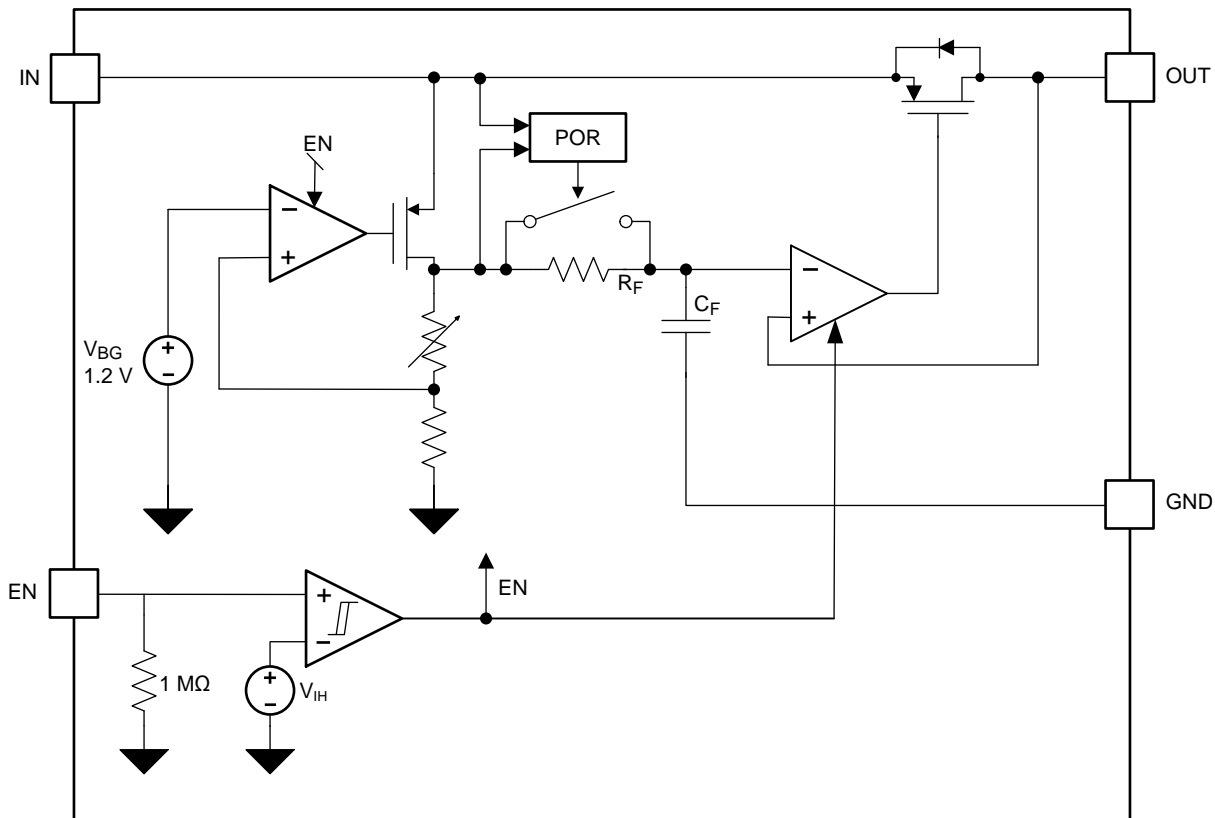 IN
OUT
POR
EN
−
+
R_F
C_F
−
+
V_BG
1.2 V
+
−
GND
EN
+
−
EN
1 MΩ
+
−
V_IH